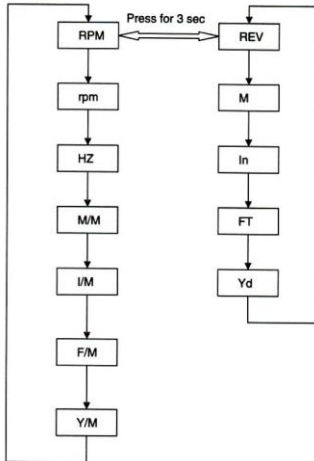 Press for 3 sec
RPM
REV
rpm
M
HZ
In
M/M
FT
I/M
Yd
F/M
Y/M